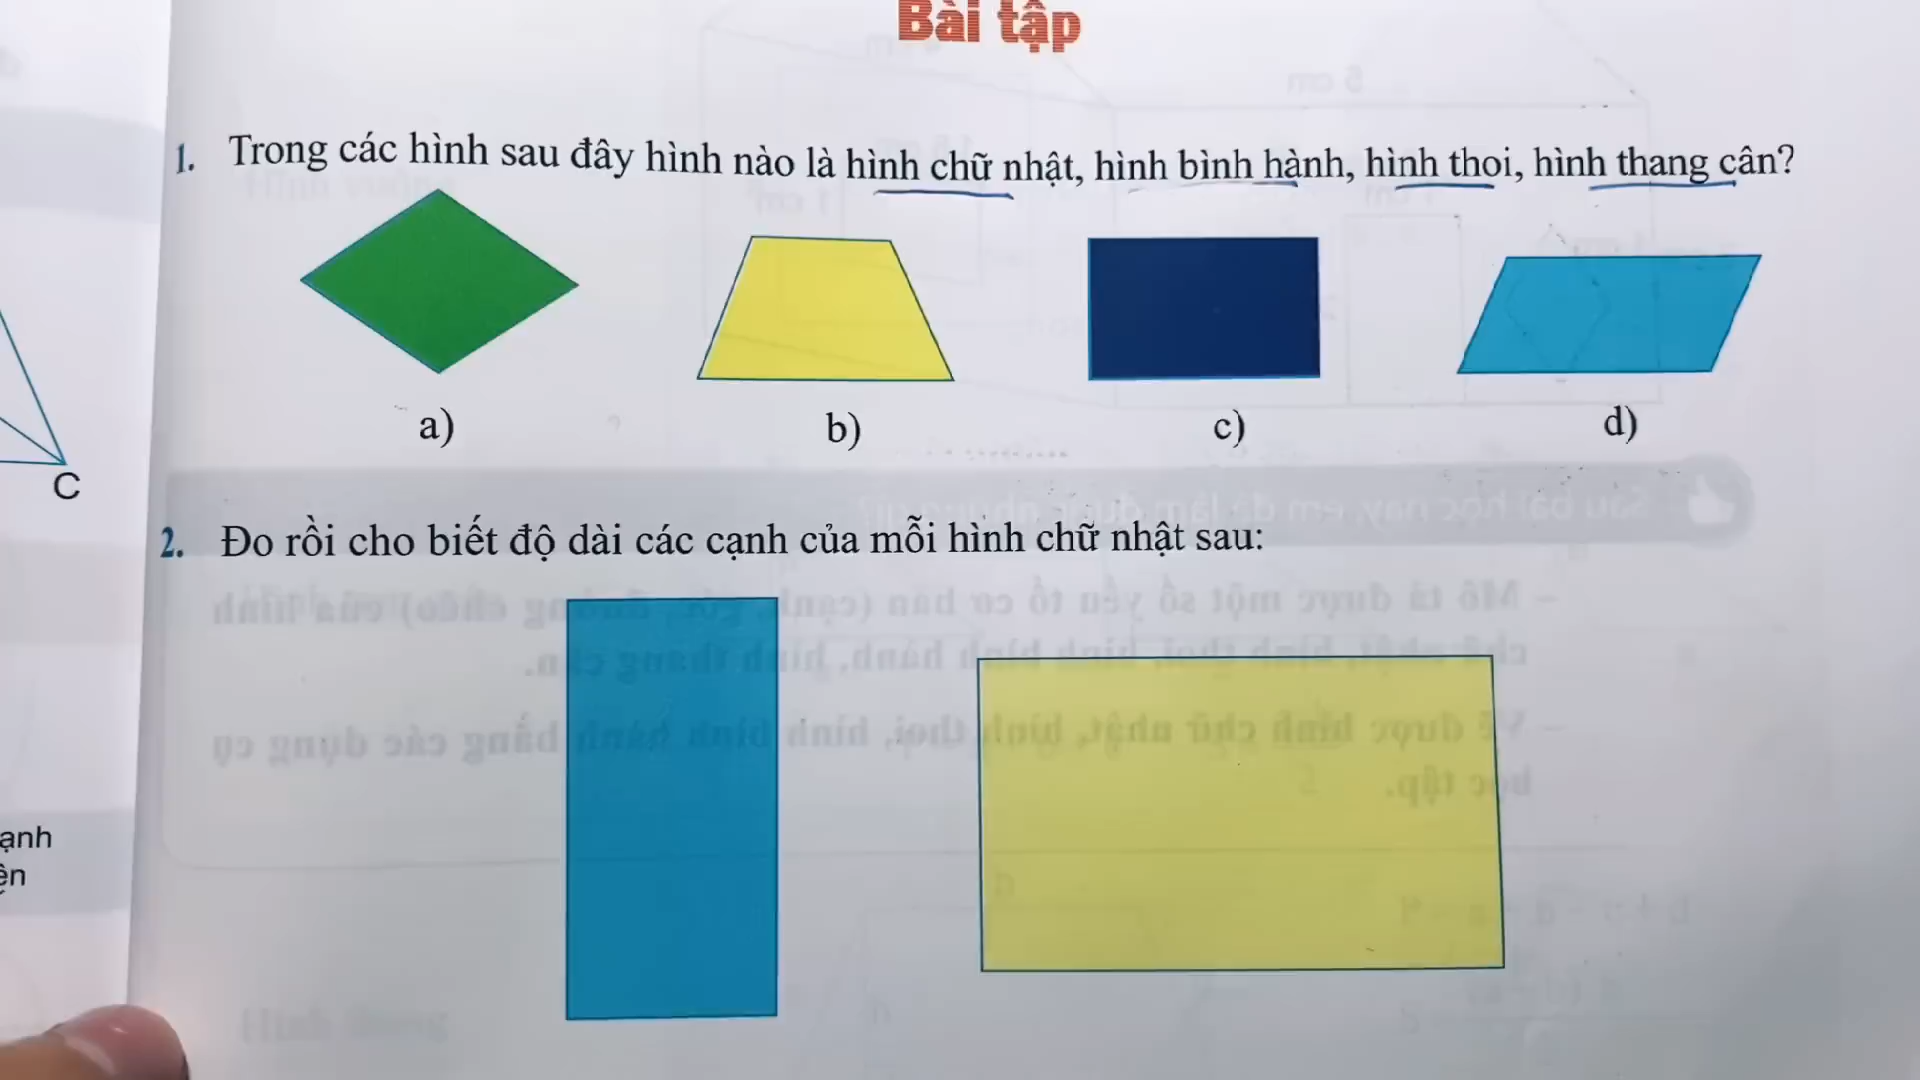 Bài tập
1. Trong các hình sau đây hình nào là hình chữ nhật, hình bình hành, hình thoi, hình thang cân?
a) b) c) d)
C
2. Đo rồi cho biết độ dài các cạnh của mỗi hình chữ nhật sau:
ạnh
ện